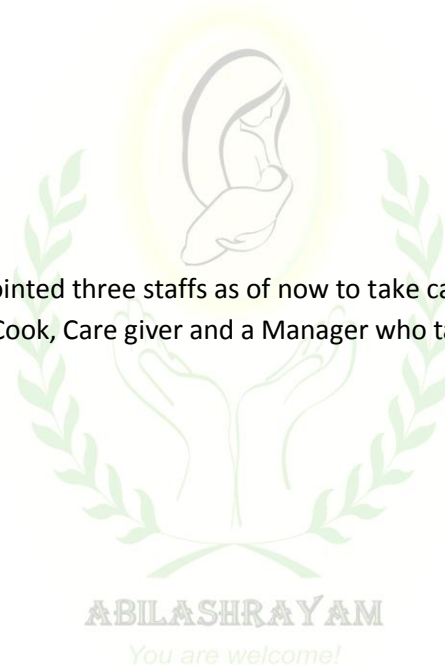 ointed three staffs as of now to take ca
Cook, Care giver and a Manager who ta
ABILASHRAYAM
You are welcome!